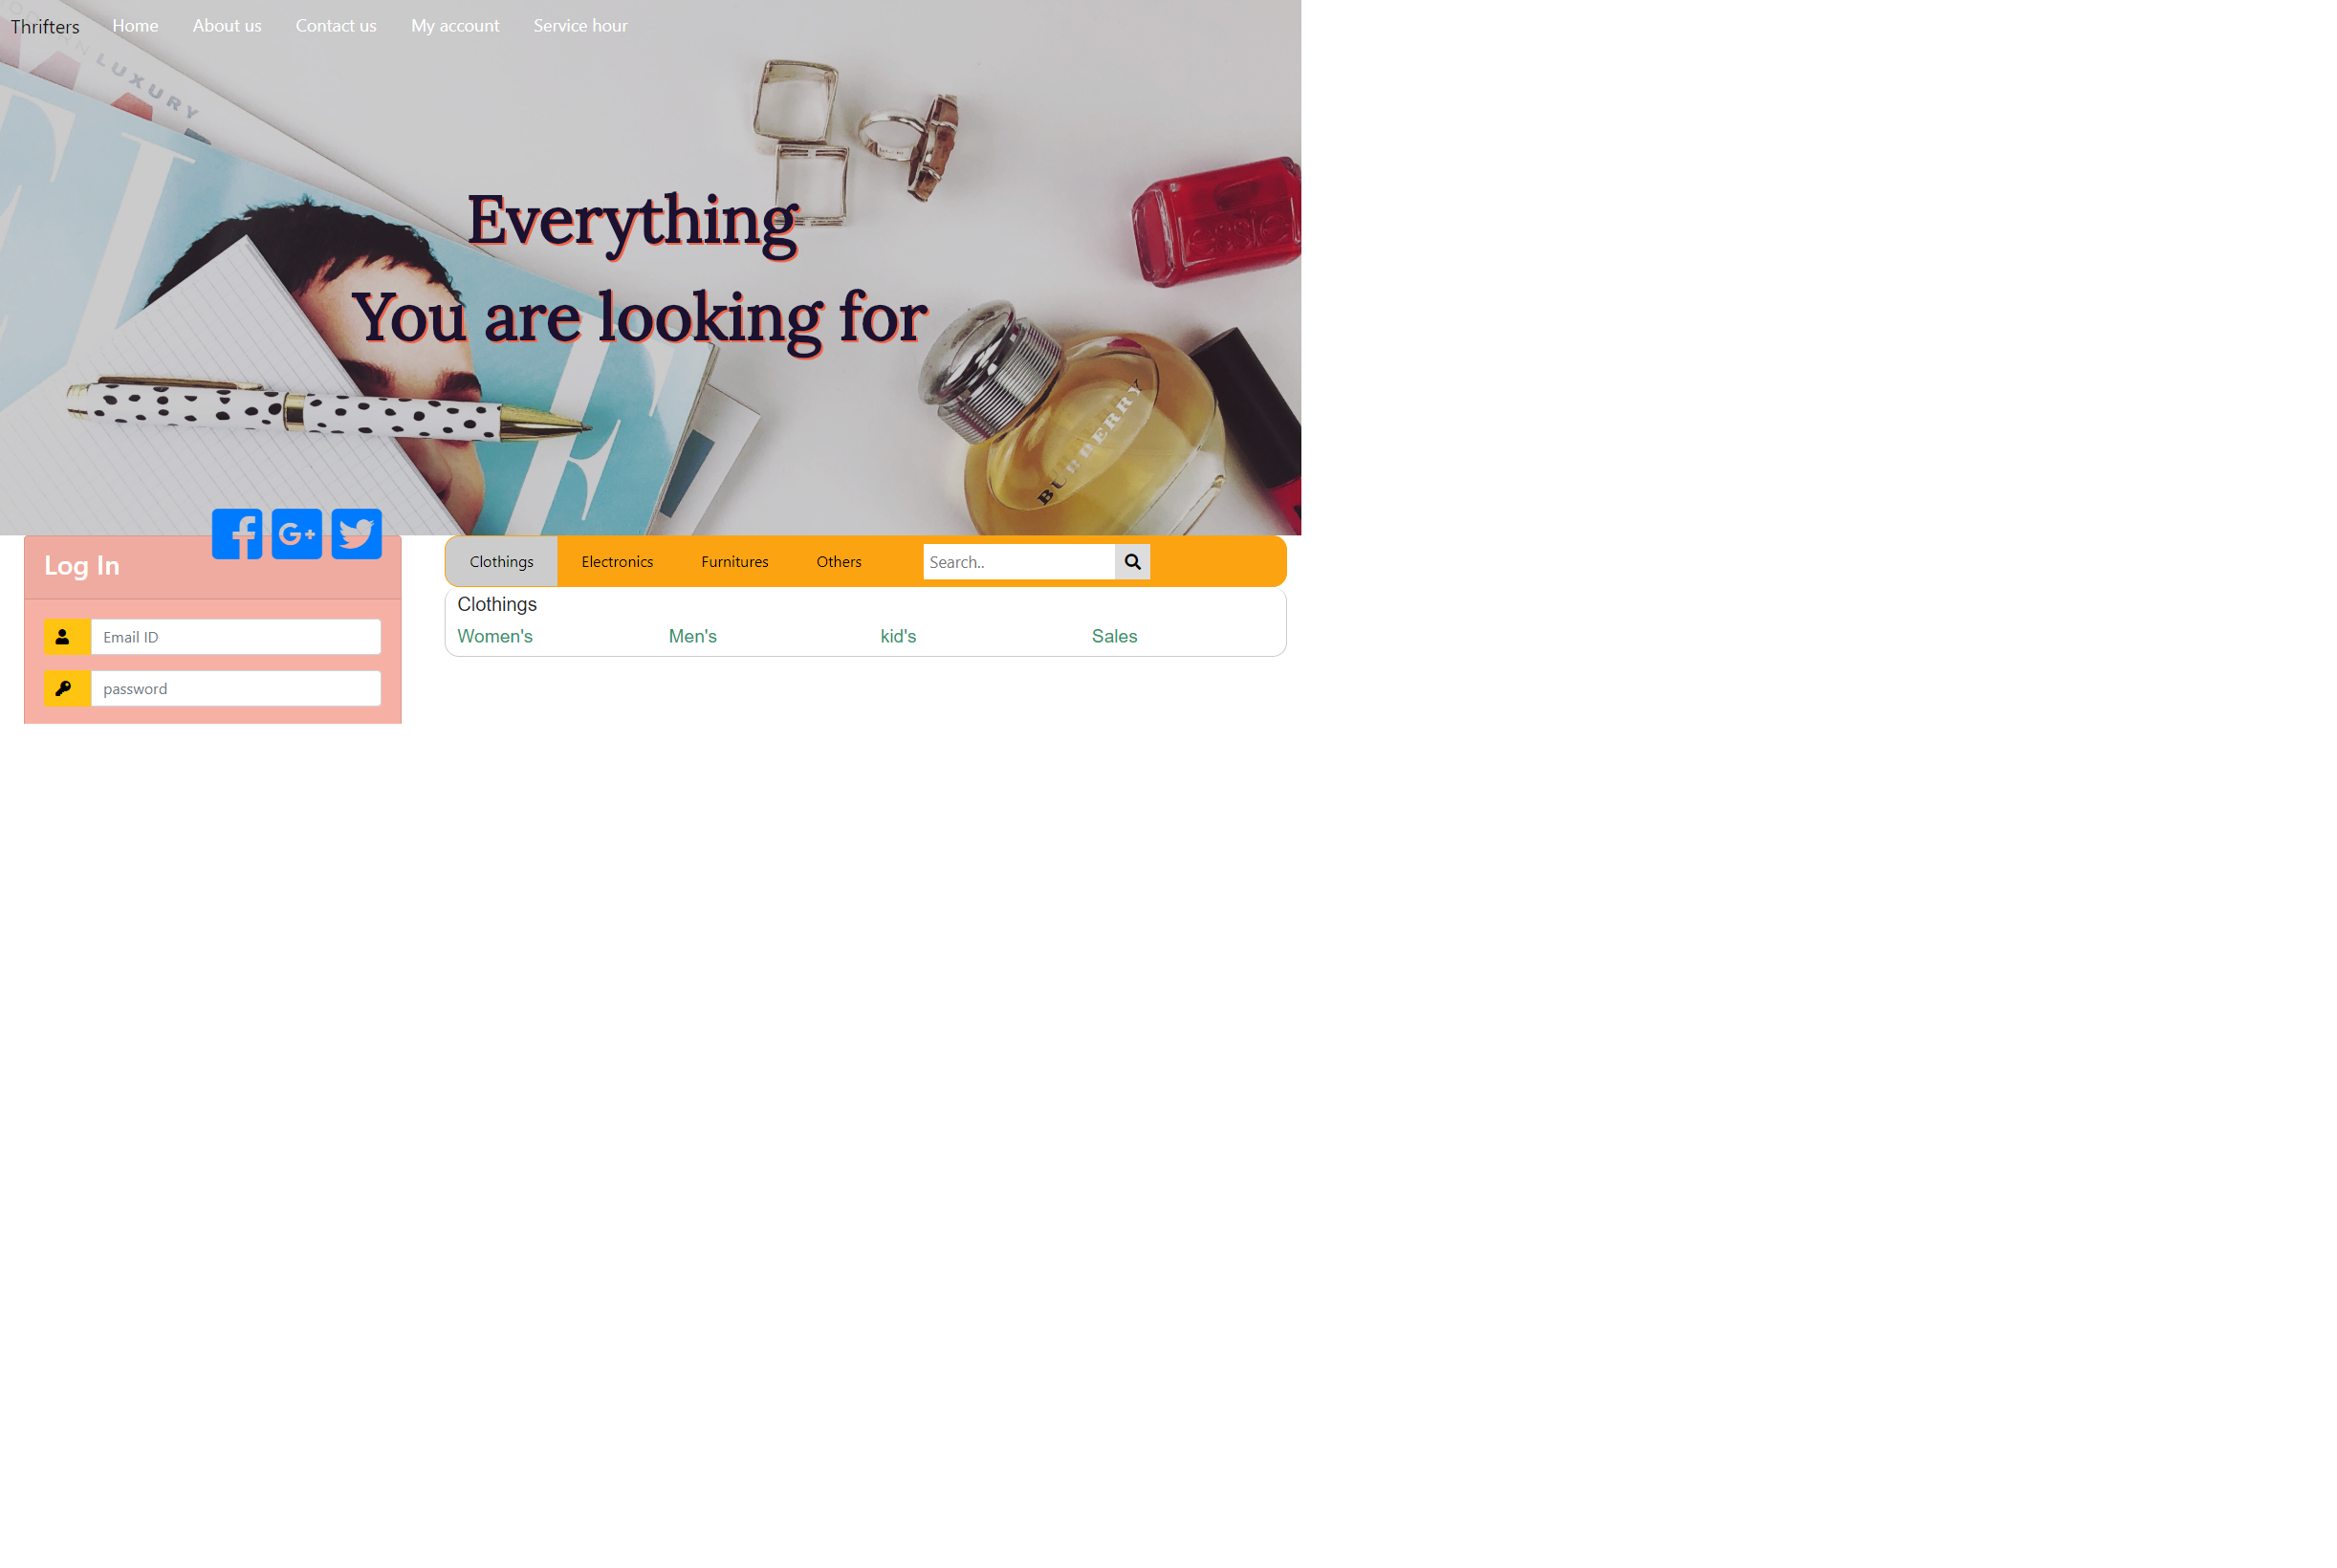 Thrifters Home About us Contact us My account Service hour
LUXURY
Everything
You are looking for
BURBERRY
Log In
Email ID
password
Clothings Electronics Furnitures Others Search..
Clothings
Women's Men's kid's Sales